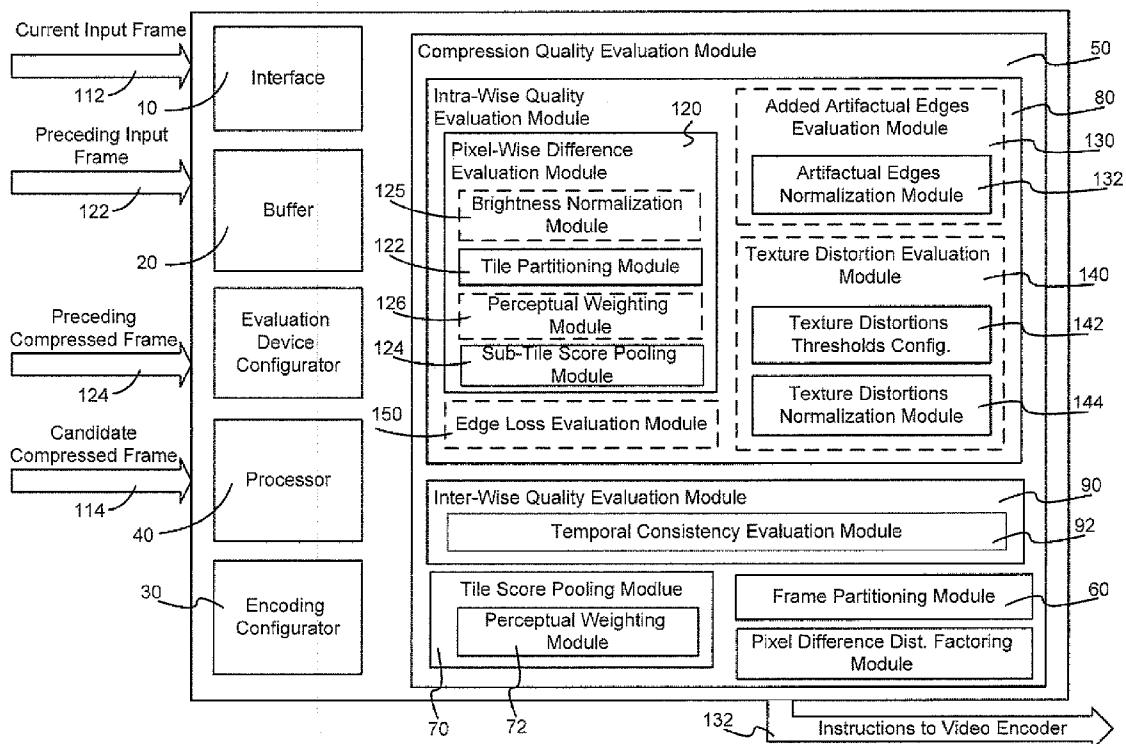 Current Input Frame
112
Preceding Input
Frame
122
Preceding
Compressed Frame
124
Candidate
Compressed Frame
114
Interface
10
Buffer
20
Evaluation
Device
Configurator
Processor
40
30
Encoding
Configurator
Compression Quality Evaluation Module
50
Intra-Wise Quality
Evaluation Module
120
80
Pixel-Wise Difference
Evaluation Module
125
Brightness Normalization
Module
122
Tile Partitioning Module
126
Perceptual Weighting
Module
124
Sub-Tile Score Pooling
Module
150
Edge Loss Evaluation Module
Added Artifactual Edges
Evaluation Module
130
Artifactual Edges
Normalization Module
132
Texture Distortion Evaluation
Module
140
Texture Distortions
Thresholds Config.
142
Texture Distortions
Normalization Module
144
Inter-Wise Quality Evaluation Module
90
Temporal Consistency Evaluation Module
92
Tile Score Pooling Modlue
Perceptual Weighting
Module
70
72
Frame Partitioning Module
60
Pixel Difference Dist. Factoring
Module
132
Instructions to Video Encoder